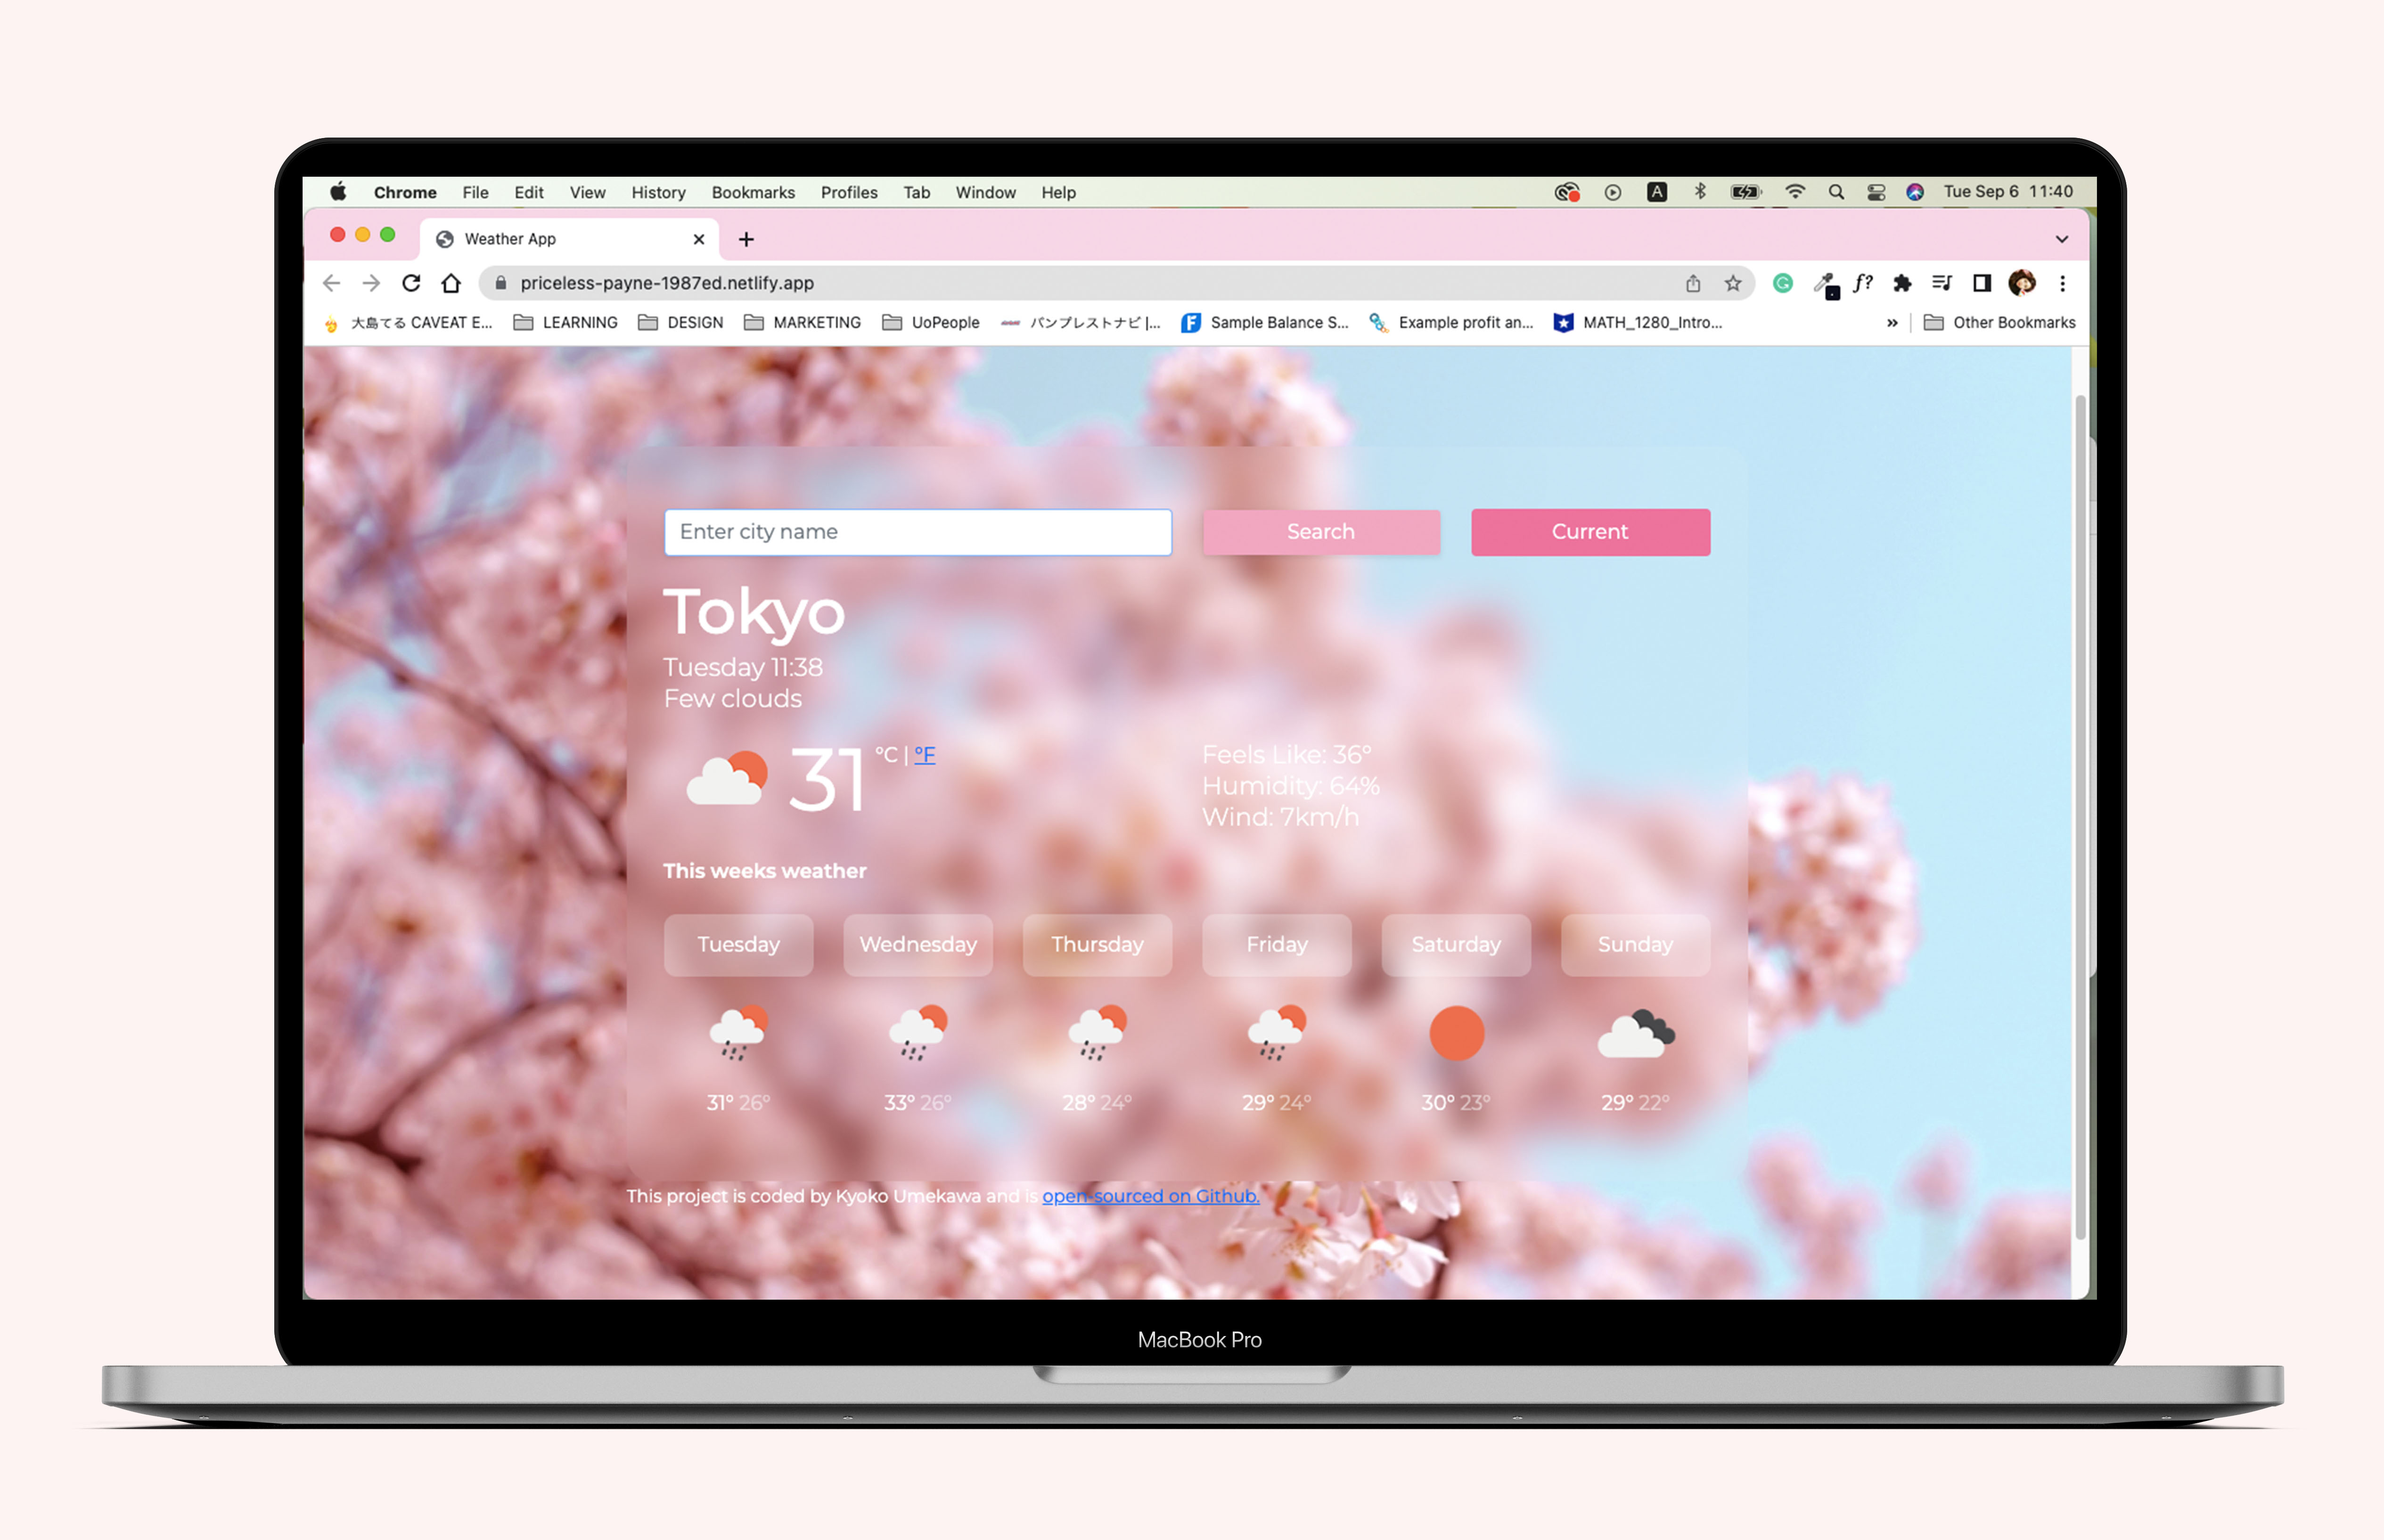 Chrome File Edit View History Bookmarks Profiles Tab Window Help A Tue Sep 6 11:40
Weather App
priceless-payne-1987ed.netlify.app f?
大島てる CAVEAT E... LEARNING DESIGN MARKETING UoPeople バンプレストナビ |... F Sample Balance S... Example profit an... MATH_1280_Intro... » Other Bookmarks
Enter city name Search Current
Tokyo
Tuesday 11:38
Few clouds
31 °C | °F
Feels Like: 36°
Humidity: 64%
Wind: 7km/h
This weeks weather
Tuesday Wednesday Thursday Friday Saturday Sunday
31° 26° 33° 26° 28° 24° 29° 24° 30° 23° 29° 22°
This project is coded by Kyoko Umekawa and is open-sourced on Github.
MacBook Pro